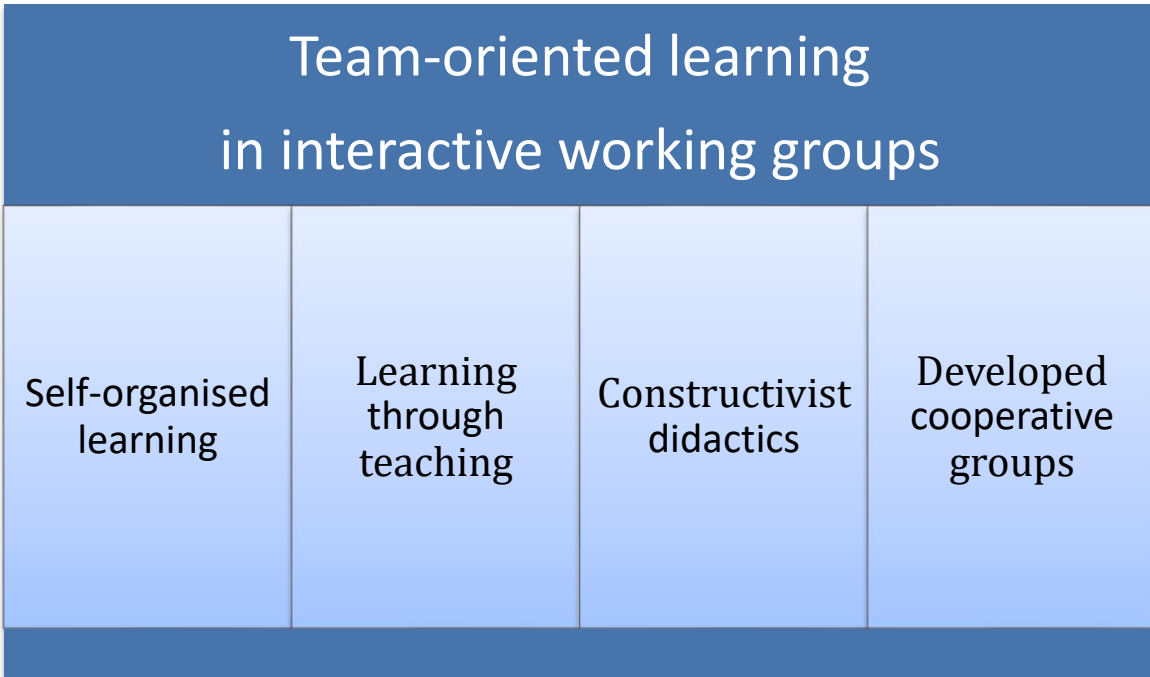 Team-oriented learning
in interactive working groups
Self-organised
learning
Learning
through
teaching
Constructivist
didactics
Developed
cooperative
groups